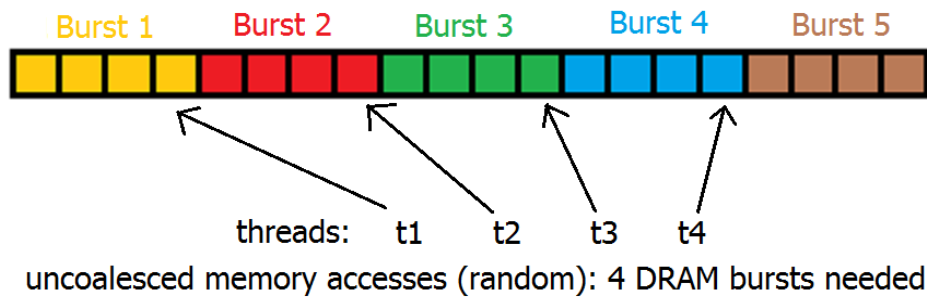 Burst 1 Burst 2 Burst 3 Burst 4 Burst 5
threads: t1 t2 t3 t4
uncoalesced memory accesses (random): 4 DRAM bursts needed